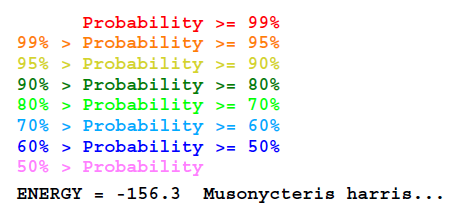 Probability >= 99%
99% > Probability >= 95%
95% > Probability >= 90%
90% > Probability >= 80%
80% > Probability >= 70%
70% > Probability >= 60%
60% > Probability >= 50%
50% > Probability
ENERGY = -156.3  Musonycteris harris...